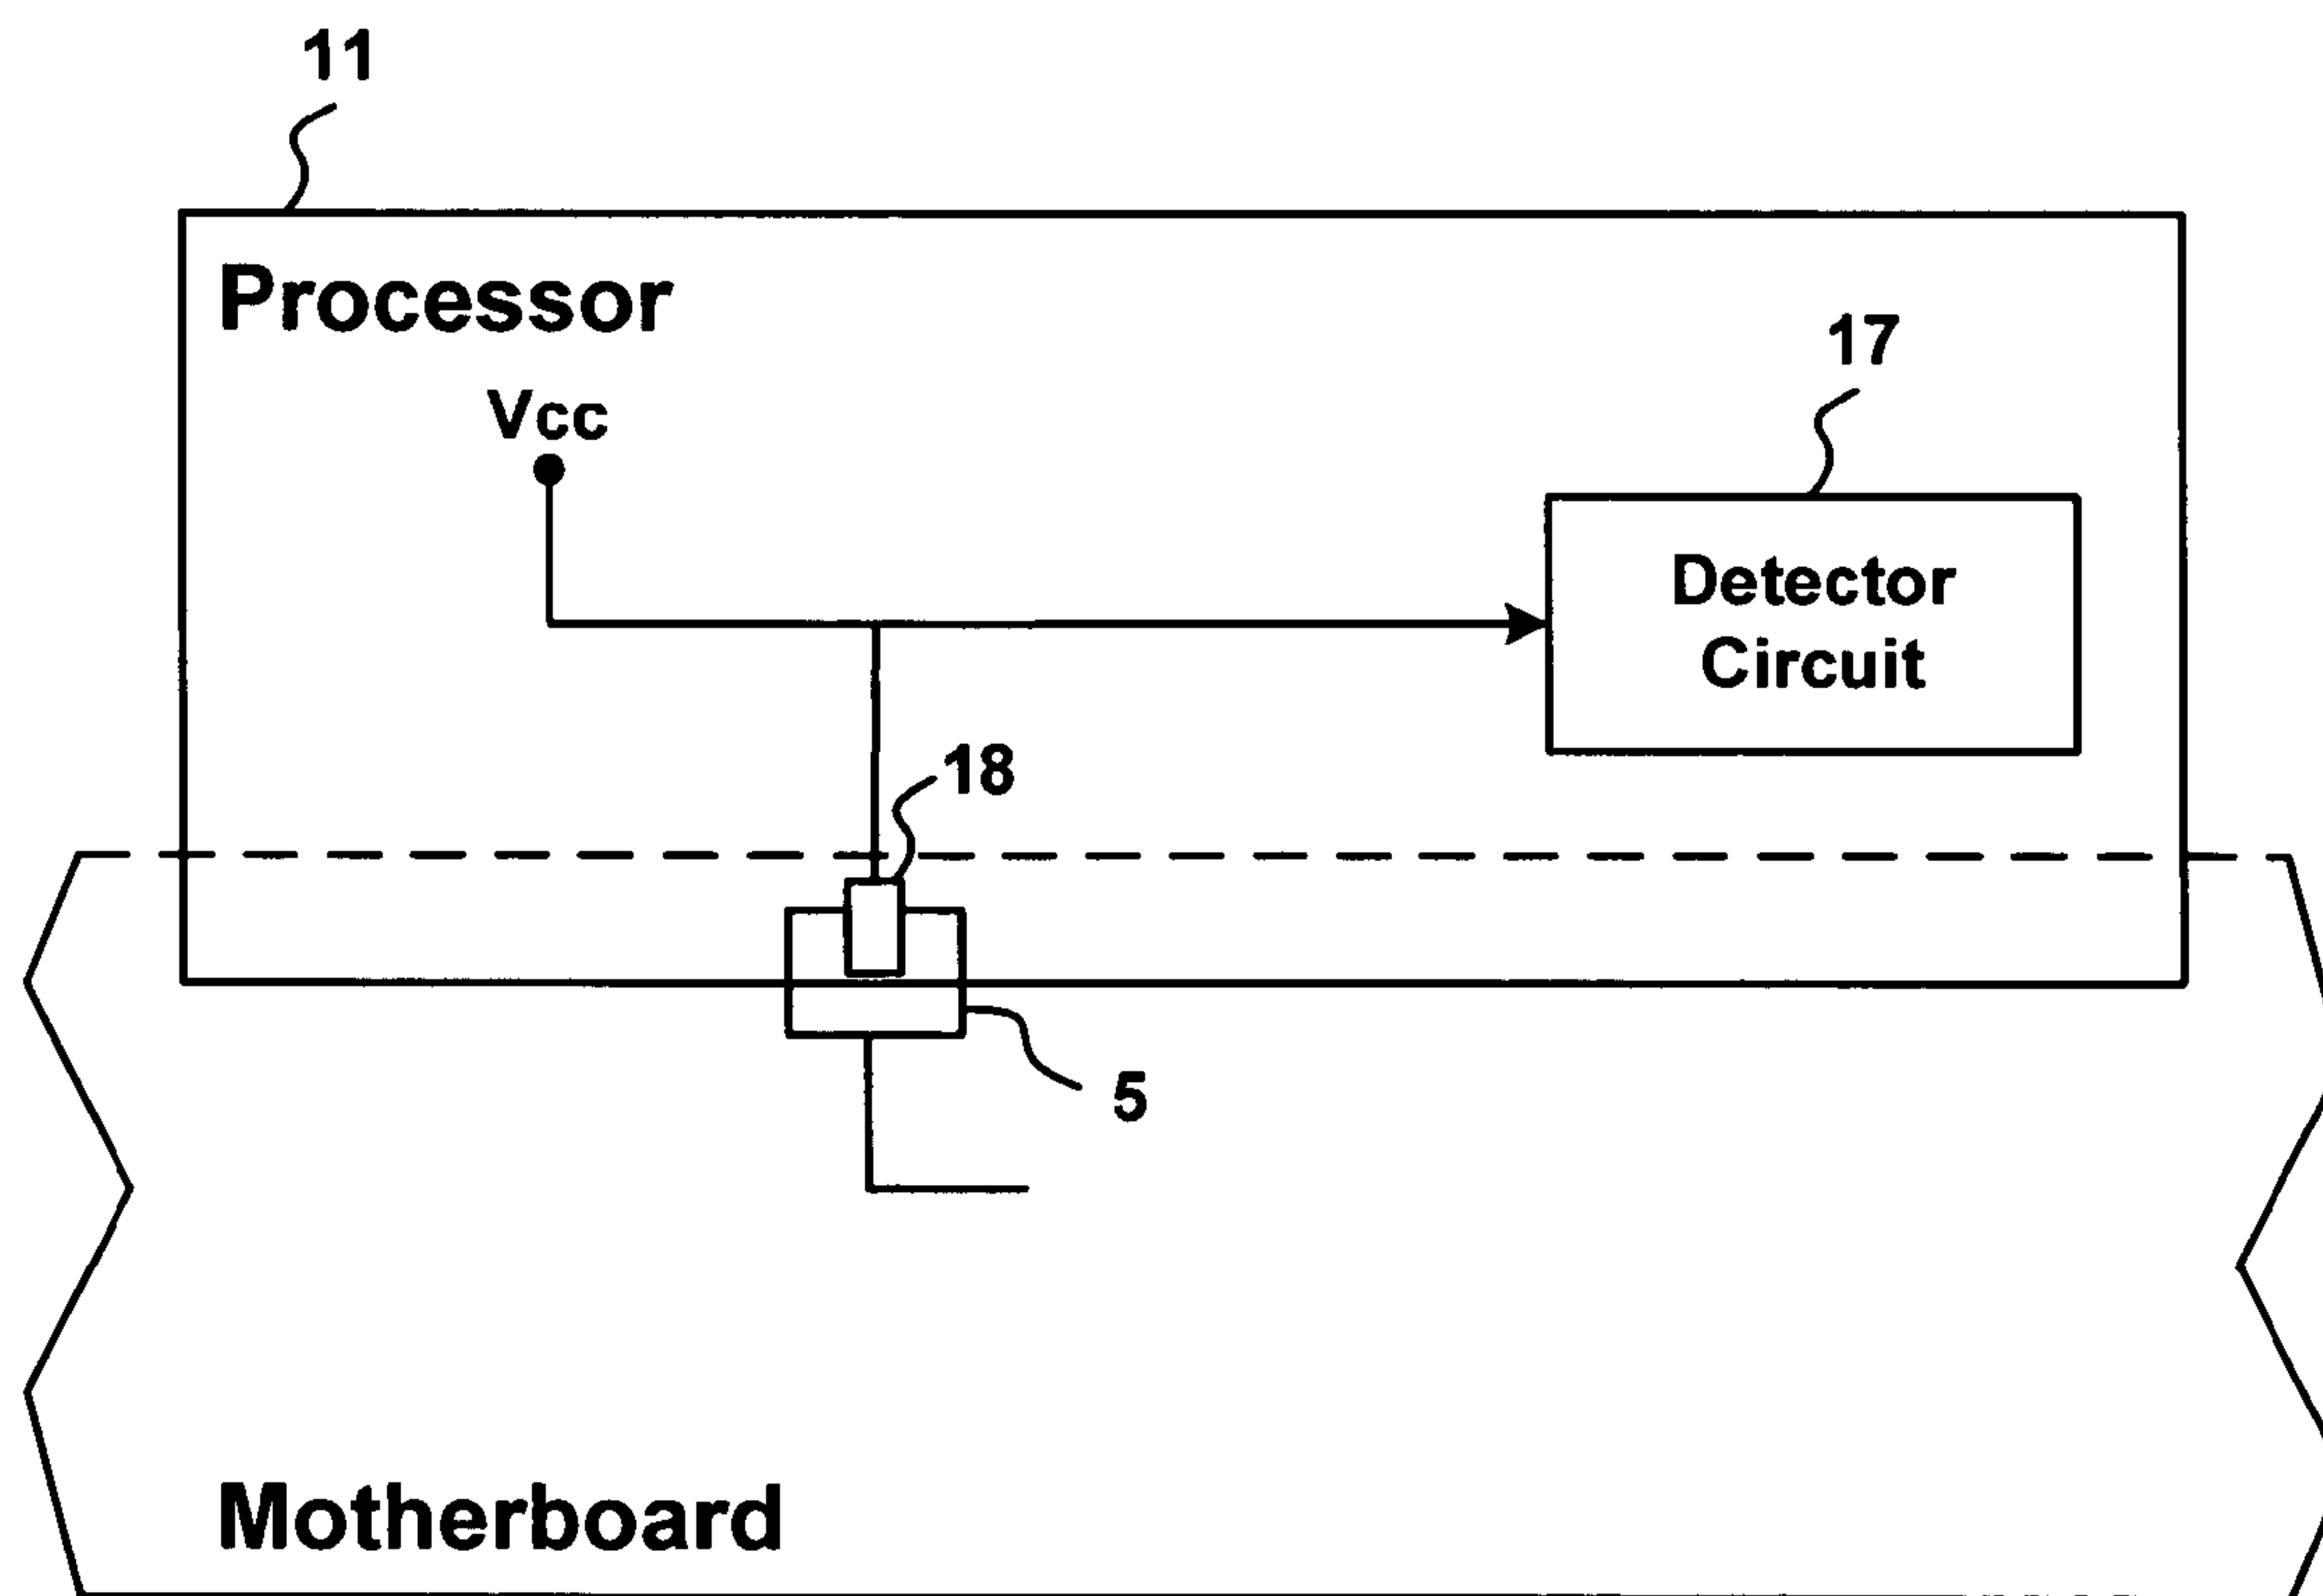 11
Processor
17
Vcc
Detector
Circuit
18
5
Motherboard